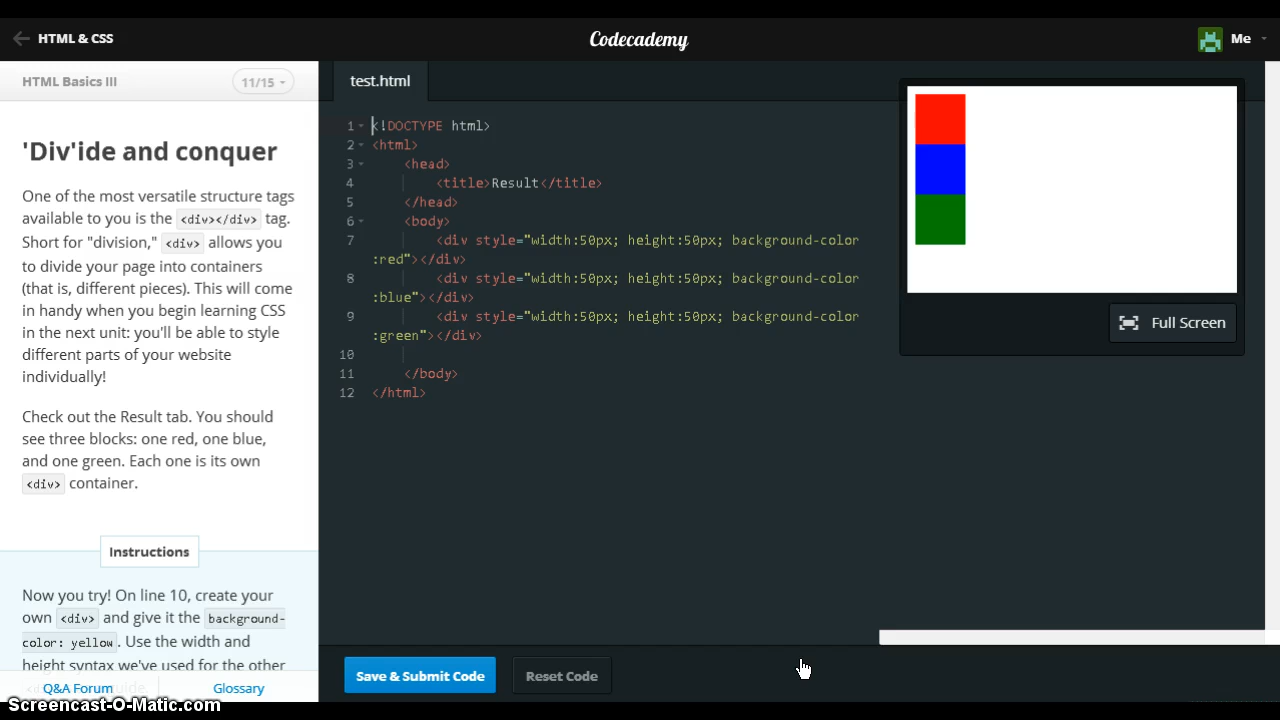 HTML & CSS
Codecademy
Me
HTML Basics III
11/15
'Div'ide and conquer
One of the most versatile structure tags
available to you is the <div></div> tag.
Short for "division," <div> allows you
to divide your page into containers
(that is, different pieces). This will come
in handy when you begin learning CSS
in the next unit: you'll be able to style
different parts of your website
individually!
Check out the Result tab. You should
see three blocks: one red, one blue,
and one green. Each one is its own
<div> container.
Instructions
Now you try! On line 10, create your
own <div> and give it the background-
color: yellow. Use the width and
height syntax we've used for the other
Q&A Forum
Glossary
test.html
1 <!DOCTYPE html>
2 <html>
3 <head>
4 <title>Result</title>
5 </head>
6 <body>
7 <div style="width:50px; height:50px; background-color
:red"></div>
8 <div style="width:50px; height:50px; background-color
:blue"></div>
9 <div style="width:50px; height:50px; background-color
:green"></div>
10
11 </body>
12 </html>
Full Screen
Save & Submit Code
Reset Code
Screencast-O-Matic.com